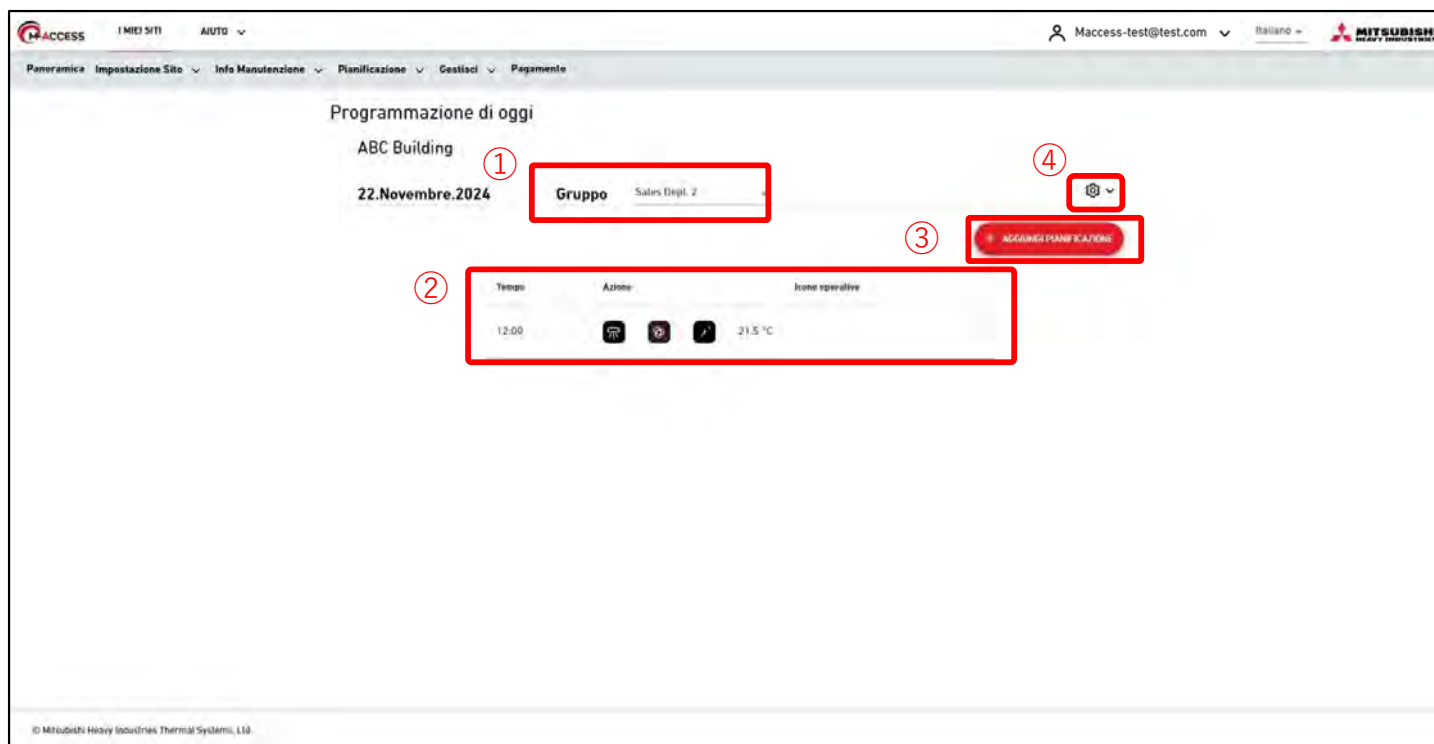 M-ACCESS I MIEI SITI AIUTO Maccess-test@test.com Italiano MITSUBISHI
HEAVY INDUSTRIES
Panoramica Impostazione Sito Info Manutenzione Pianificazione Gestisci Pagamento
Programmazione di oggi
ABC Building
① ④
22.Novembre.2024 Gruppo Sales Dept. 2
③ + AGGIUNGI PIANIFICAZIONE
②
Tempo Azione Icone operative
12:00 21.5 °C
© Mitsubishi Heavy Industries Thermal Systems, Ltd.